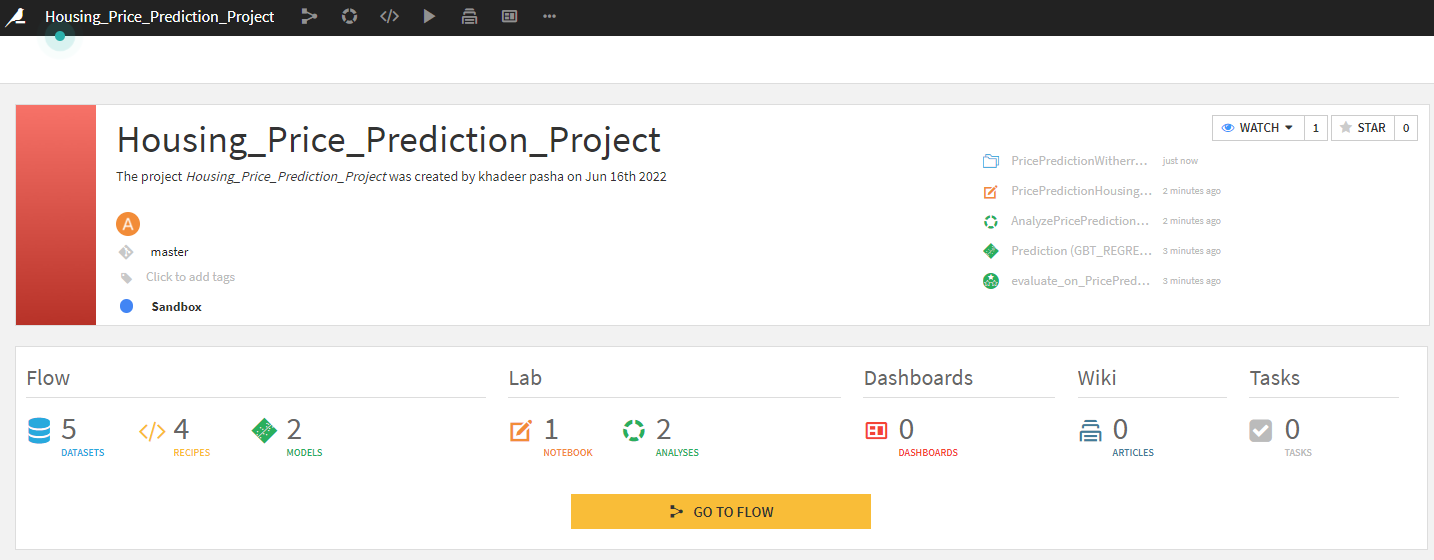 Housing_Price_Prediction_Project
Housing_Price_Prediction_Project
The project Housing_Price_Prediction_Project was created by khadeer pasha on Jun 16th 2022
A
master
Click to add tags
Sandbox
WATCH 1 STAR 0
PricePredictionWitherr... just now
PricePredictionHousing... 2 minutes ago
AnalyzePricePrediction... 2 minutes ago
Prediction (GBT_REGRE... 3 minutes ago
evaluate_on_PricePred... 3 minutes ago
Flow
5 DATASETS
4 RECIPES
2 MODELS
Lab
1 NOTEBOOK
2 ANALYSES
Dashboards
0 DASHBOARDS
Wiki
0 ARTICLES
Tasks
0 TASKS
GO TO FLOW